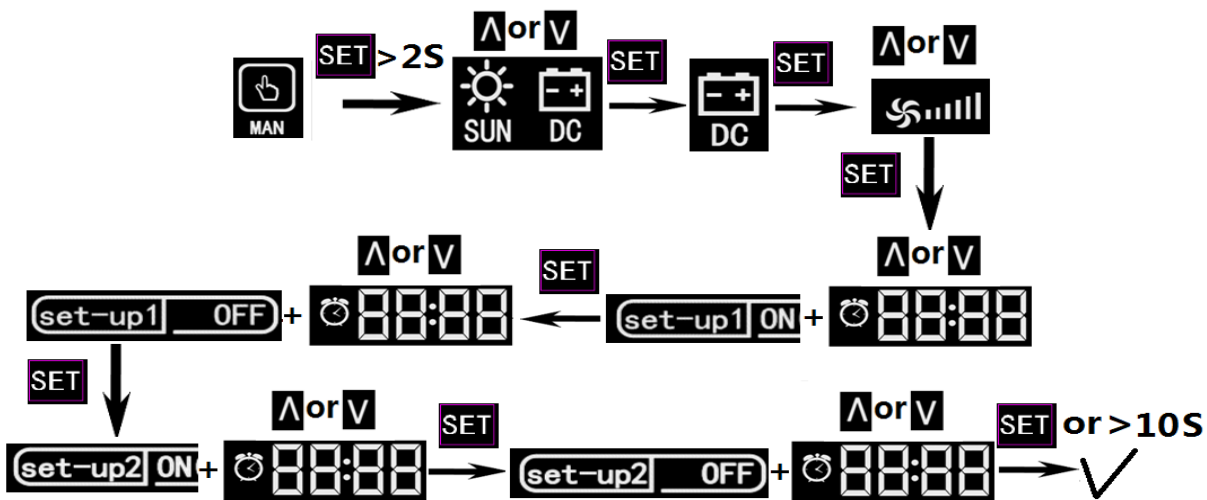 SET >2S
Λ or V
Λ or V
SET
SET
MAN
SUN DC
DC
SET
Λ or V
Λ or V
SET
set-up1 OFF + 88:88
set-up1 ON + 88:88
SET
Λ or V
SET
Λ or V
SET or >10S
set-up2 ON + 88:88
set-up2 OFF + 88:88